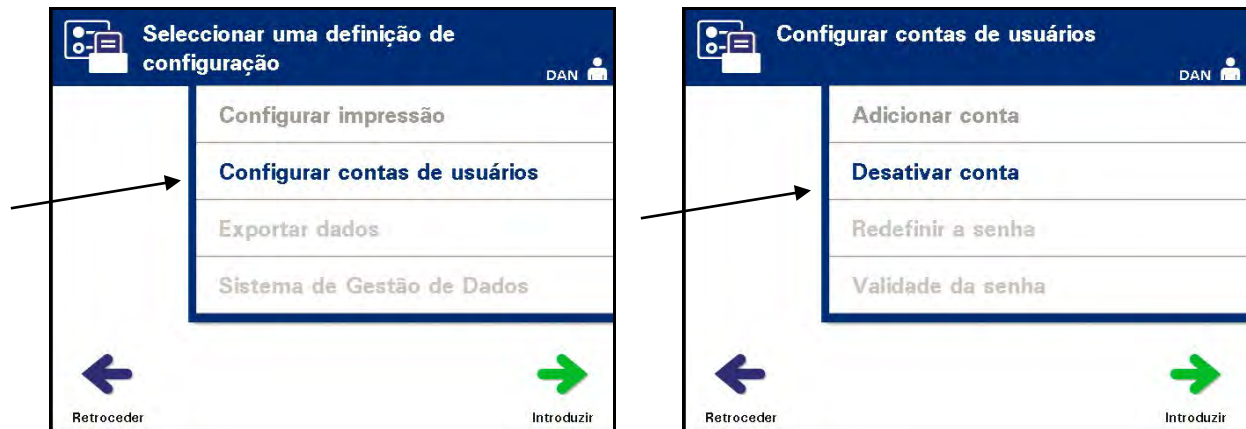 Seleccionar uma definição de
configuração
DAN
Configurar impressão
Configurar contas de usuários
Exportar dados
Sistema de Gestão de Dados
Retroceder
Introduzir
Configurar contas de usuários
DAN
Adicionar conta
Desativar conta
Redefinir a senha
Validade da senha
Retroceder
Introduzir